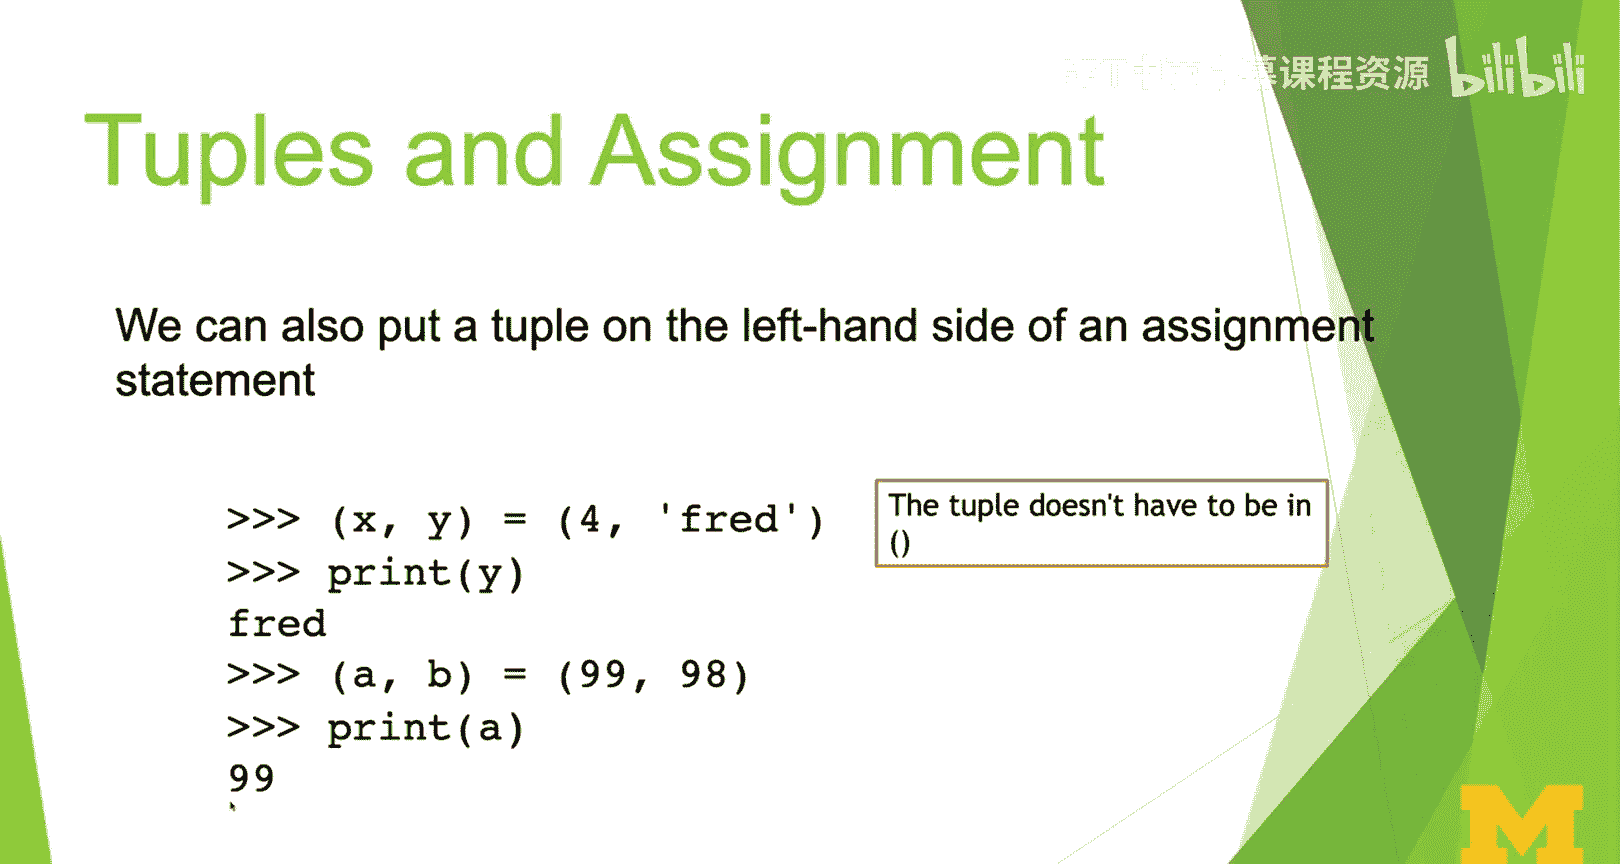 课程资源 bilibili
Tuples and Assignment
We can also put a tuple on the left-hand side of an assignment
statement
>>> (x, y) = (4, 'fred')
The tuple doesn't have to be in
()
>>> print(y)
fred
>>> (a, b) = (99, 98)
>>> print(a)
99
M